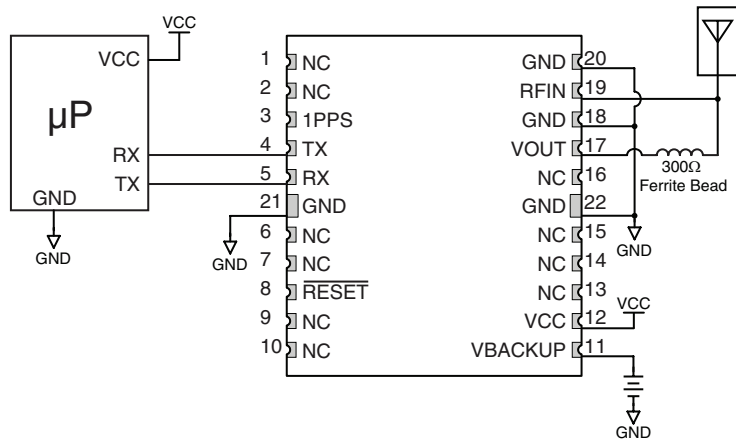 VCC
VCC
µP
RX
TX
GND
GND
1 NC
2 NC
3 1PPS
4 TX
5 RX
21 GND
GND
6 NC
7 NC
8 RESET
9 NC
10 NC
GND 20
RFIN 19
GND 18
VOUT 17
NC 16
GND 22
NC 15
NC 14
NC 13
VCC 12
VBACKUP 11
300Ω
Ferrite Bead
GND
VCC
GND